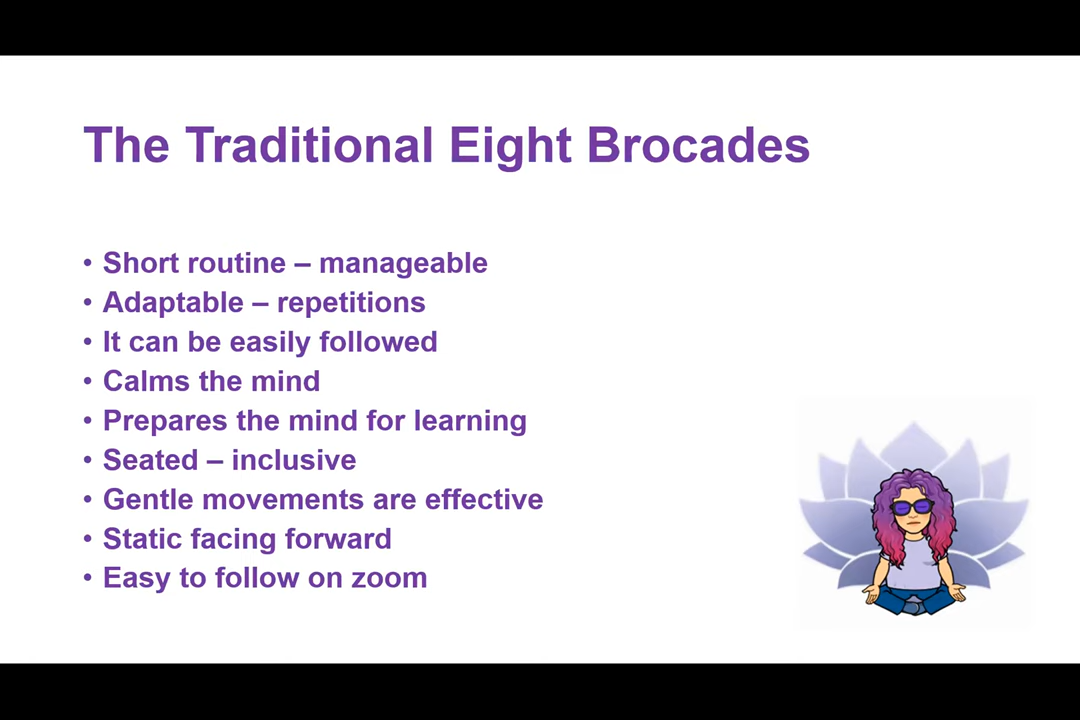 The Traditional Eight Brocades
• Short routine – manageable
• Adaptable – repetitions
• It can be easily followed
• Calms the mind
• Prepares the mind for learning
• Seated – inclusive
• Gentle movements are effective
• Static facing forward
• Easy to follow on zoom